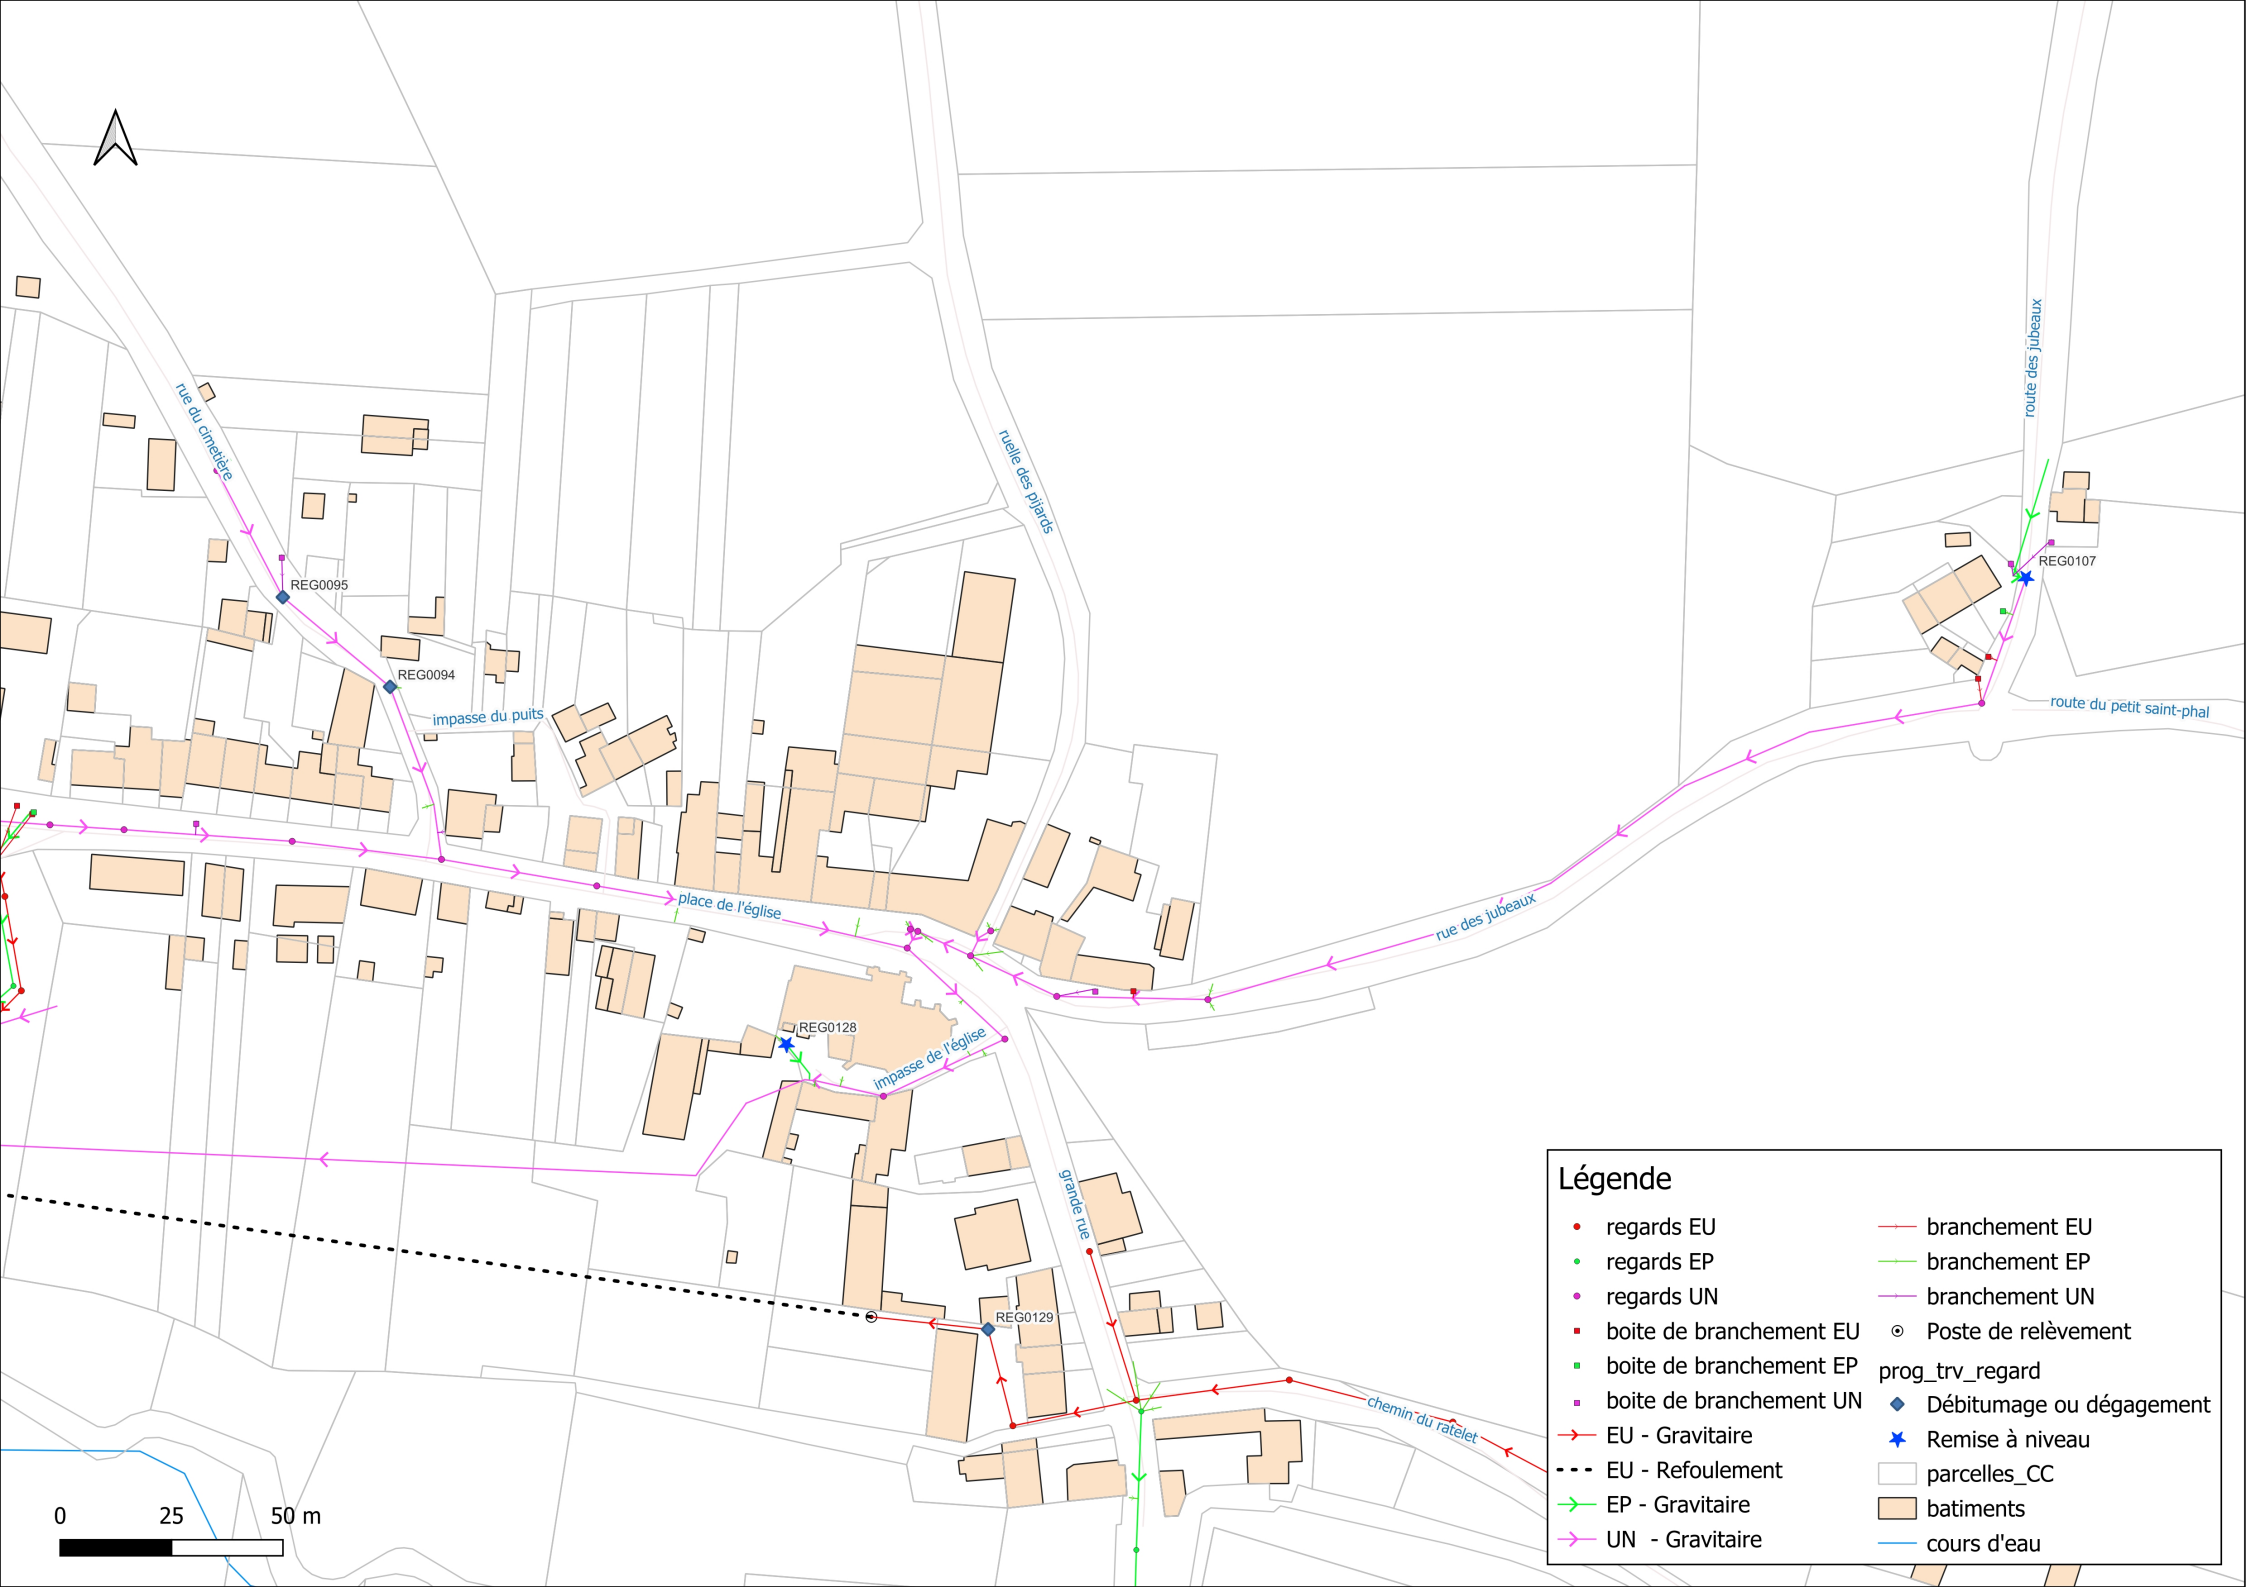 rue du cimetière
ruelle des pijards
route des jubeaux
REG0107
REG0095
REG0094
impasse du puits
route du petit saint-phal
place de l'église
rue des jubeaux
REG0128
impasse de l'église
grande rue
REG0129
chemin du ratelet
0 25 50 m
Légende
regards EU
regards EP
regards UN
boite de branchement EU
boite de branchement EP
boite de branchement UN
EU - Gravitaire
EU - Refoulement
EP - Gravitaire
UN  - Gravitaire
branchement EU
branchement EP
branchement UN
Poste de relèvement
prog_trv_regard
Débitumage ou dégagement
Remise à niveau
parcelles_CC
batiments
cours d'eau